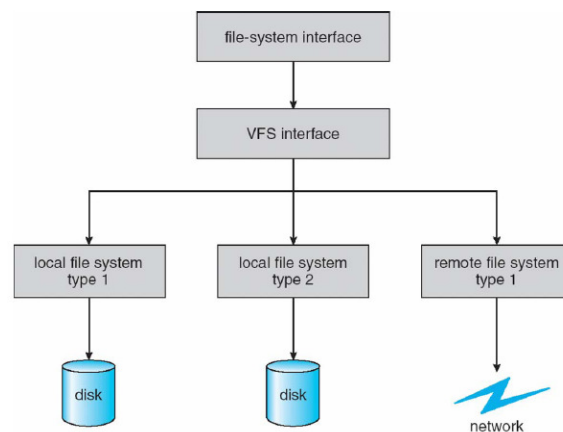 file-system interface
VFS interface
local file system
type 1
local file system
type 2
remote file system
type 1
disk
disk
network